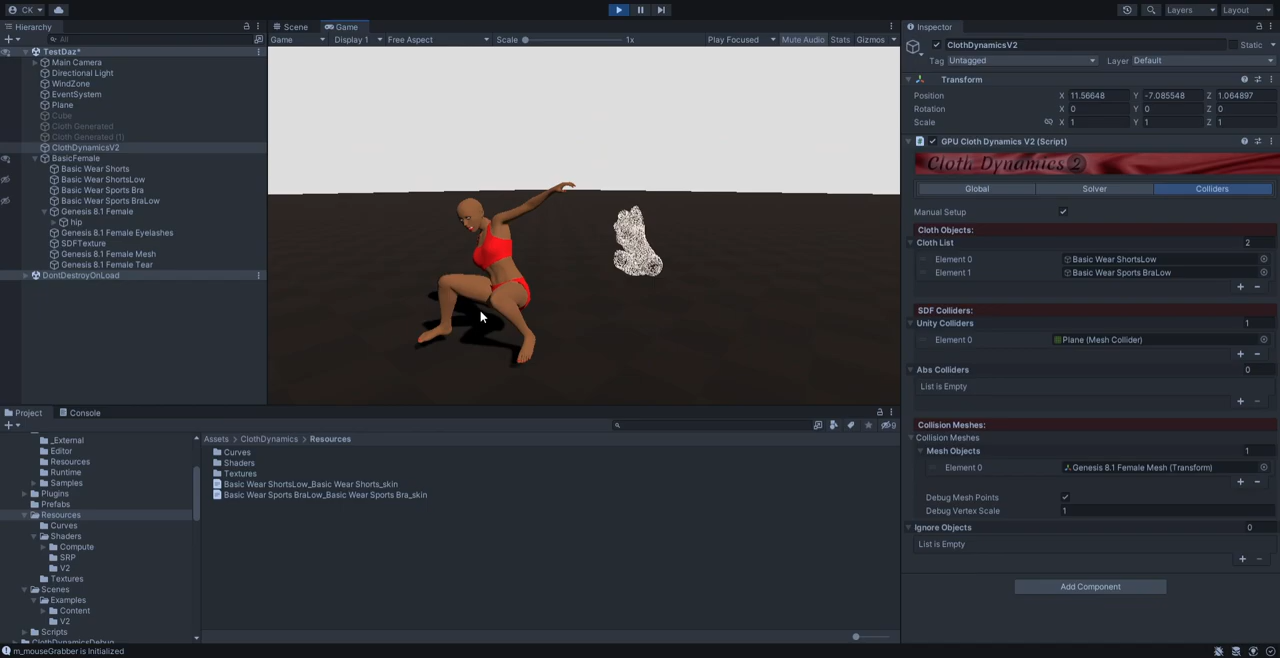 CK
Layers
Layout
Hierarchy
Scene
Game
Inspector
All
Game
Display 1
Free Aspect
Scale
1x
Play Focused
Mute Audio
Stats
Gizmos
ClothDynamicsV2
Static
Tag Untagged
Layer Default
TestDaz*
Main Camera
Directional Light
WindZone
EventSystem
Plane
Cube
Cloth Generated
Cloth Generated (1)
ClothDynamicsV2
BasicFemale
Basic Wear Shorts
Basic Wear ShortsLow
Basic Wear Sports Bra
Basic Wear Sports BraLow
Genesis 8.1 Female
hip
Genesis 8.1 Female Eyelashes
SDFTexture
Genesis 8.1 Female Mesh
Genesis 8.1 Female Tear
DontDestroyOnLoad
Transform
Position X 11.56648 Y -7.085548 Z 1.064897
Rotation X 0 Y 0 Z 0
Scale X 1 Y 1 Z 1
GPU Cloth Dynamics V2 (Script)
Cloth Dynamics 2
Global Solver Colliders
Manual Setup
Cloth Objects:
Cloth List 2
Element 0 Basic Wear ShortsLow
Element 1 Basic Wear Sports BraLow
SDF Colliders:
Unity Colliders 1
Element 0 Plane (Mesh Collider)
Abs Colliders 0
List is Empty
Collision Meshes:
Collision Meshes
Mesh Objects 1
Element 0 Genesis 8.1 Female Mesh (Transform)
Debug Mesh Points
Debug Vertex Scale 1
Ignore Objects 0
List is Empty
Add Component
Project
Console
9
_External
Editor
Resources
Runtime
Samples
Plugins
Prefabs
Resources
Curves
Shaders
Compute
SRP
V2
Textures
Scenes
Examples
Content
V2
Scripts
ClothDynamicsDebug
Assets > ClothDynamics > Resources
Curves
Shaders
Textures
Basic Wear ShortsLow_Basic Wear Shorts_skin
Basic Wear Sports BraLow_Basic Wear Sports Bra_skin
m_mouseGrabber is Initialized